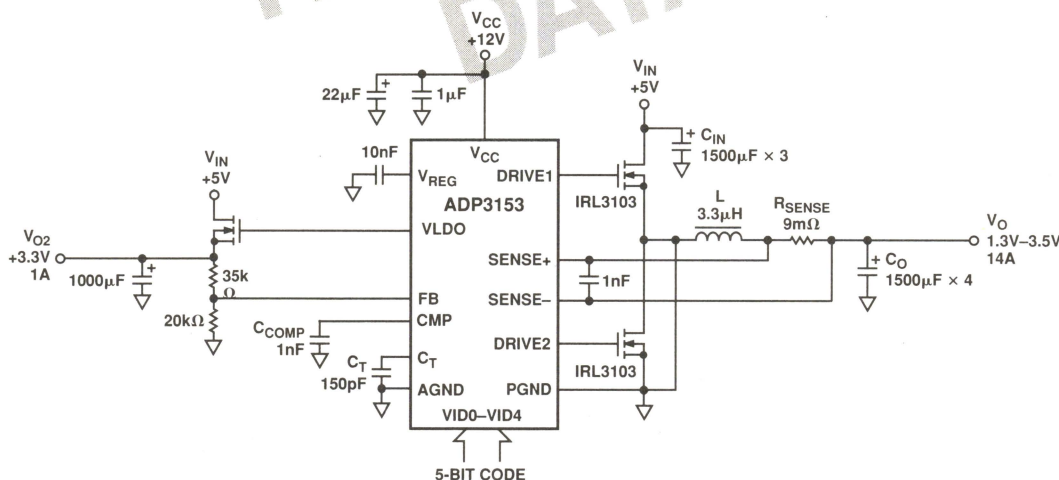 DATA
VCC
+12V
22µF
+
1µF
VIN
+5V
+
CIN
1500µF × 3
10nF
VCC
VREG
DRIVE1
ADP3153
IRL3103
L
3.3µH
RSENSE
9mΩ
VIN
+5V
VLDO
VO2
+3.3V
1A
1000µF
+
35k
Ω
20kΩ
SENSE+
1nF
SENSE–
VO
1.3V–3.5V
14A
+
CO
1500µF × 4
FB
CMP
CCOMP
1nF
DRIVE2
IRL3103
CT
150pF
CT
AGND
PGND
VID0–VID4
5-BIT CODE